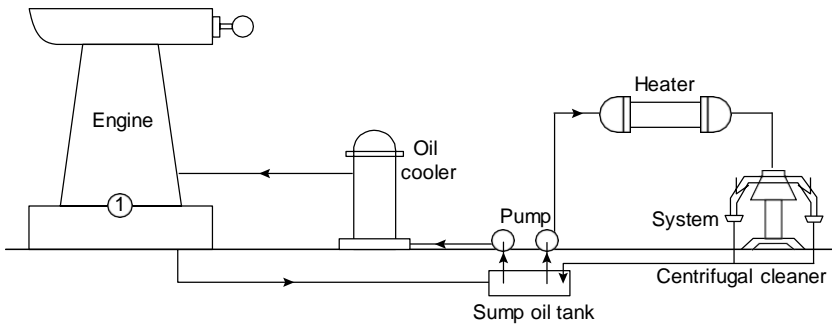 Heater
Engine
Oil
cooler
1
Pump
System
Centrifugal cleaner
Sump oil tank